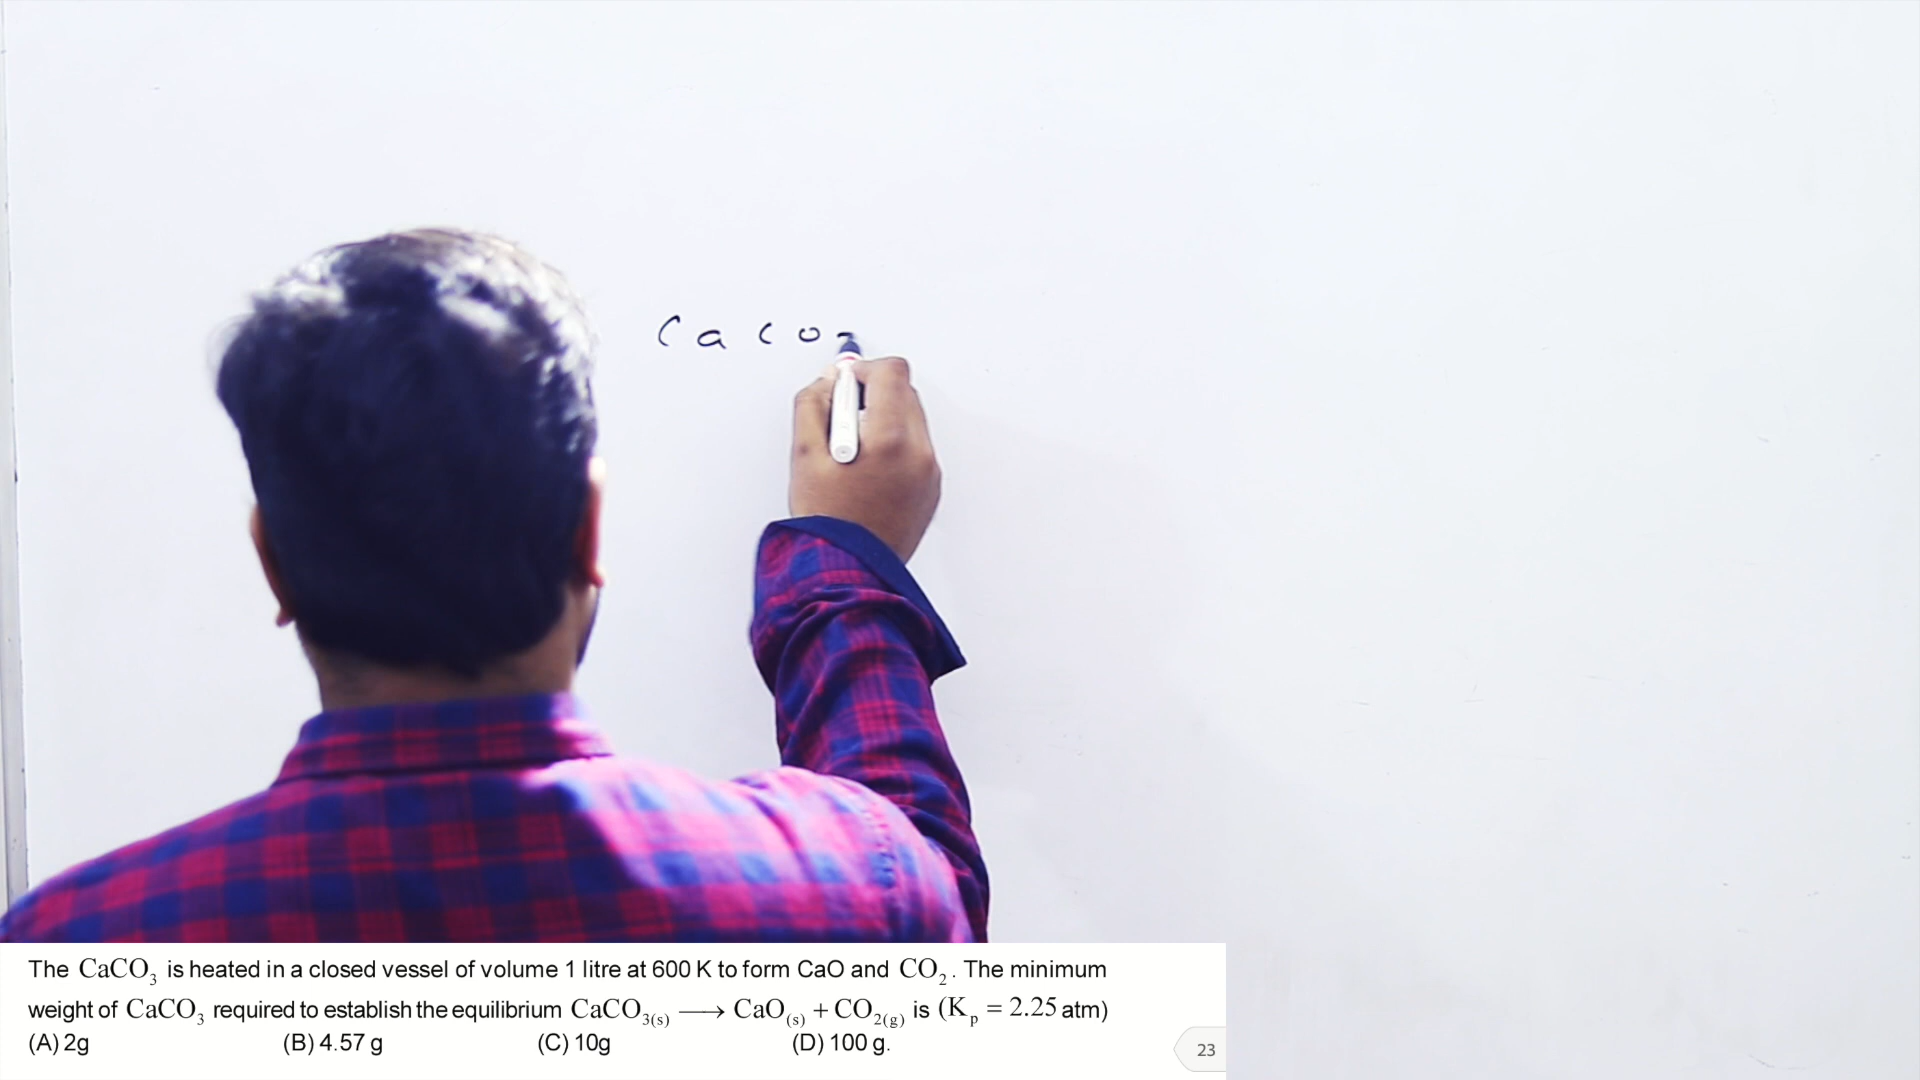 Ca CO
The CaCO₃ is heated in a closed vessel of volume 1 litre at 600 K to form CaO and CO₂. The minimum
weight of CaCO₃ required to establish the equilibrium CaCO₃₍ₛ₎ ⟶ CaO₍ₛ₎ + CO₂₍g₎ is (Kₚ = 2.25 atm)
(A) 2g (B) 4.57 g (C) 10g (D) 100 g.
23